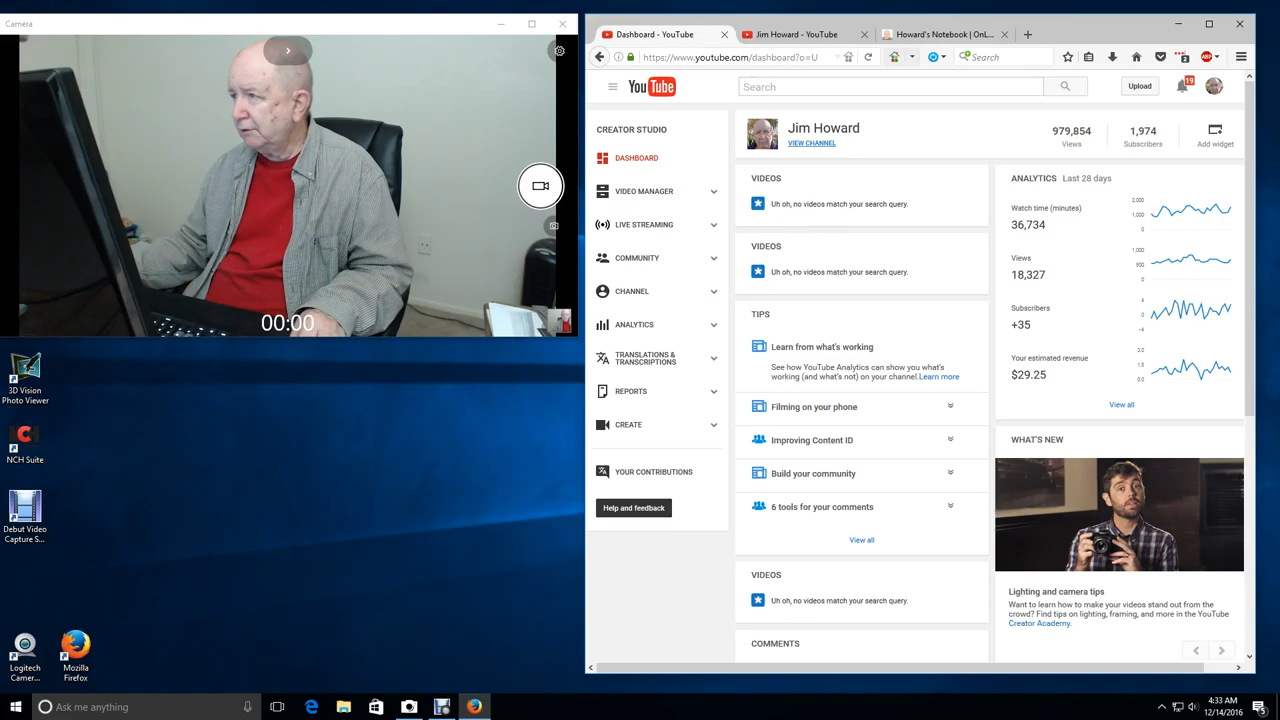 Camera
00:00
3D Vision
Photo Viewer
NCH Suite
Debut Video
Capture S...
Logitech
Camer...
Mozilla
Firefox
Dashboard - YouTube
Jim Howard - YouTube
Howard's Notebook | OnL...
https://www.youtube.com/dashboard?o=U
Search
YouTube
Search
Upload
19
CREATOR STUDIO
DASHBOARD
VIDEO MANAGER
LIVE STREAMING
COMMUNITY
CHANNEL
ANALYTICS
TRANSLATIONS &
TRANSCRIPTIONS
REPORTS
CREATE
YOUR CONTRIBUTIONS
Help and feedback
Jim Howard
VIEW CHANNEL
979,854
Views
1,974
Subscribers
Add widget
VIDEOS
Uh oh, no videos match your search query.
VIDEOS
Uh oh, no videos match your search query.
TIPS
Learn from what's working
See how YouTube Analytics can show you what's
working (and what's not) on your channel. Learn more
Filming on your phone
Improving Content ID
Build your community
6 tools for your comments
View all
VIDEOS
Uh oh, no videos match your search query.
COMMENTS
ANALYTICS Last 28 days
Watch time (minutes)
36,734
2,000
1,000
0
Views
18,327
1,000
500
0
Subscribers
+35
4
0
-4
Your estimated revenue
$29.25
3.0
1.5
0.0
View all
WHAT'S NEW
Lighting and camera tips
Want to learn how to make your videos stand out from the
crowd? Find tips on lighting, framing, and more in the YouTube
Creator Academy.
Ask me anything
4:33 AM
12/14/2016